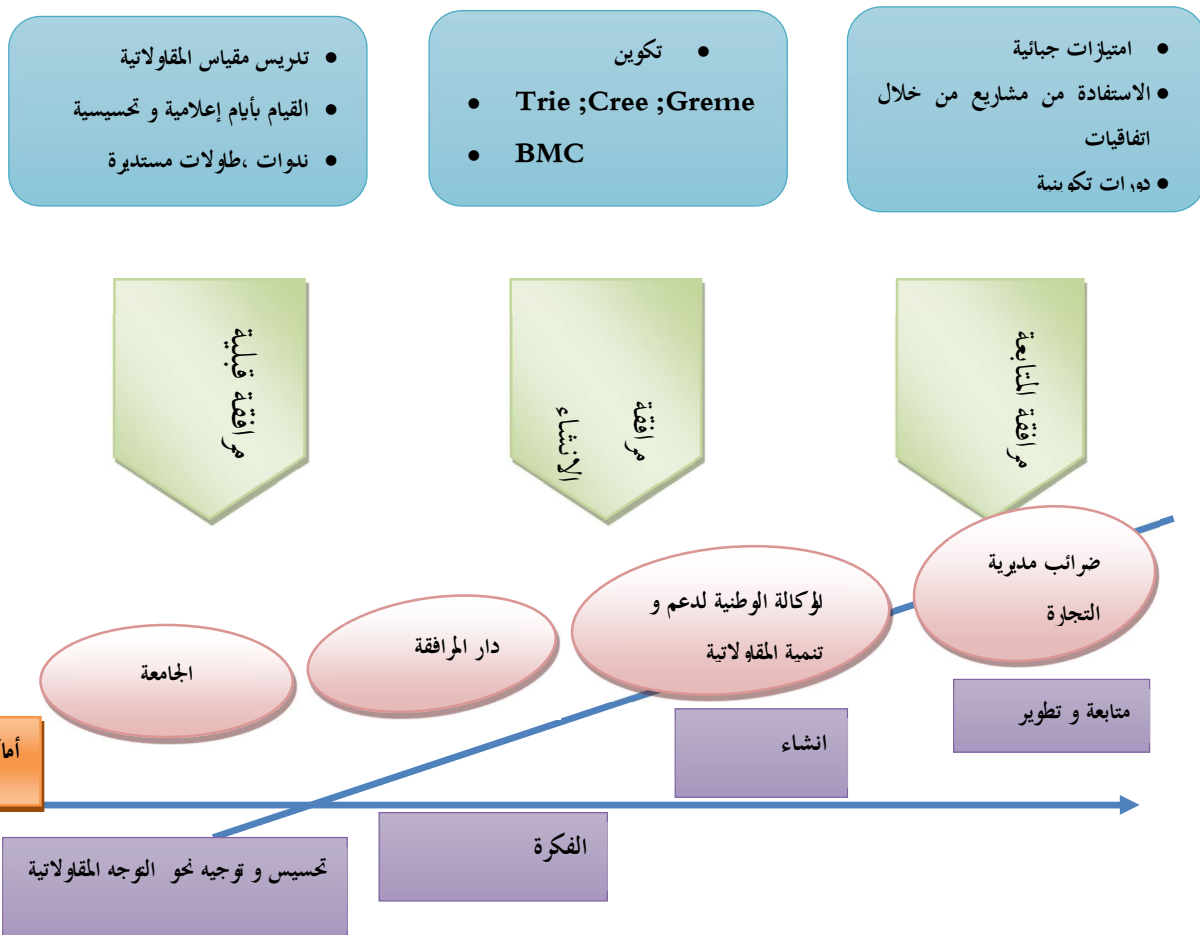 ● امتيازات جبائية
● الاستفادة من مشاريع من خلال
اتفاقيات
● دورات تكوينية
● تكوين
● Trie ;Cree ;Greme
● BMC
● تدريس مقياس المقاولاتية
● القيام بأيام إعلامية و تحسيسية
● ندوات ،طاولات مستديرة
مرافقة المتابعة
مرافقة
الانشاء
مرافقة قبلية
ضرائب مديرية
التجارة
الوكالة الوطنية لدعم و
تنمية المقاولاتية
دار المرافقة
الجامعة
متابعة و تطوير
انشاء
الفكرة
تحسيس و توجيه نحو التوجه المقاولاتية